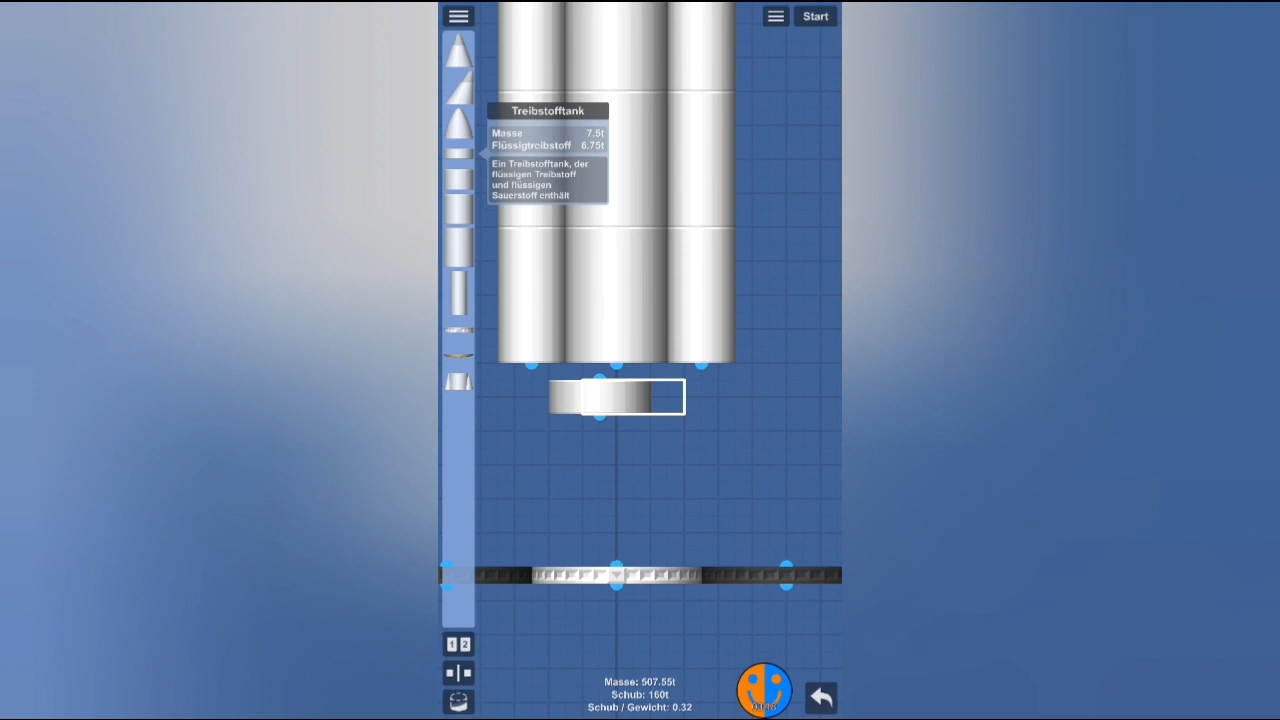 Start
Treibstofftank
Masse 7.5t
Flüssigtreibstoff 6.75t
Ein Treibstofftank, der
flüssigen Treibstoff
und flüssigen
Sauerstoff enthält
1 2
Masse: 507.55t
Schub: 160t
Schub / Gewicht: 0.32